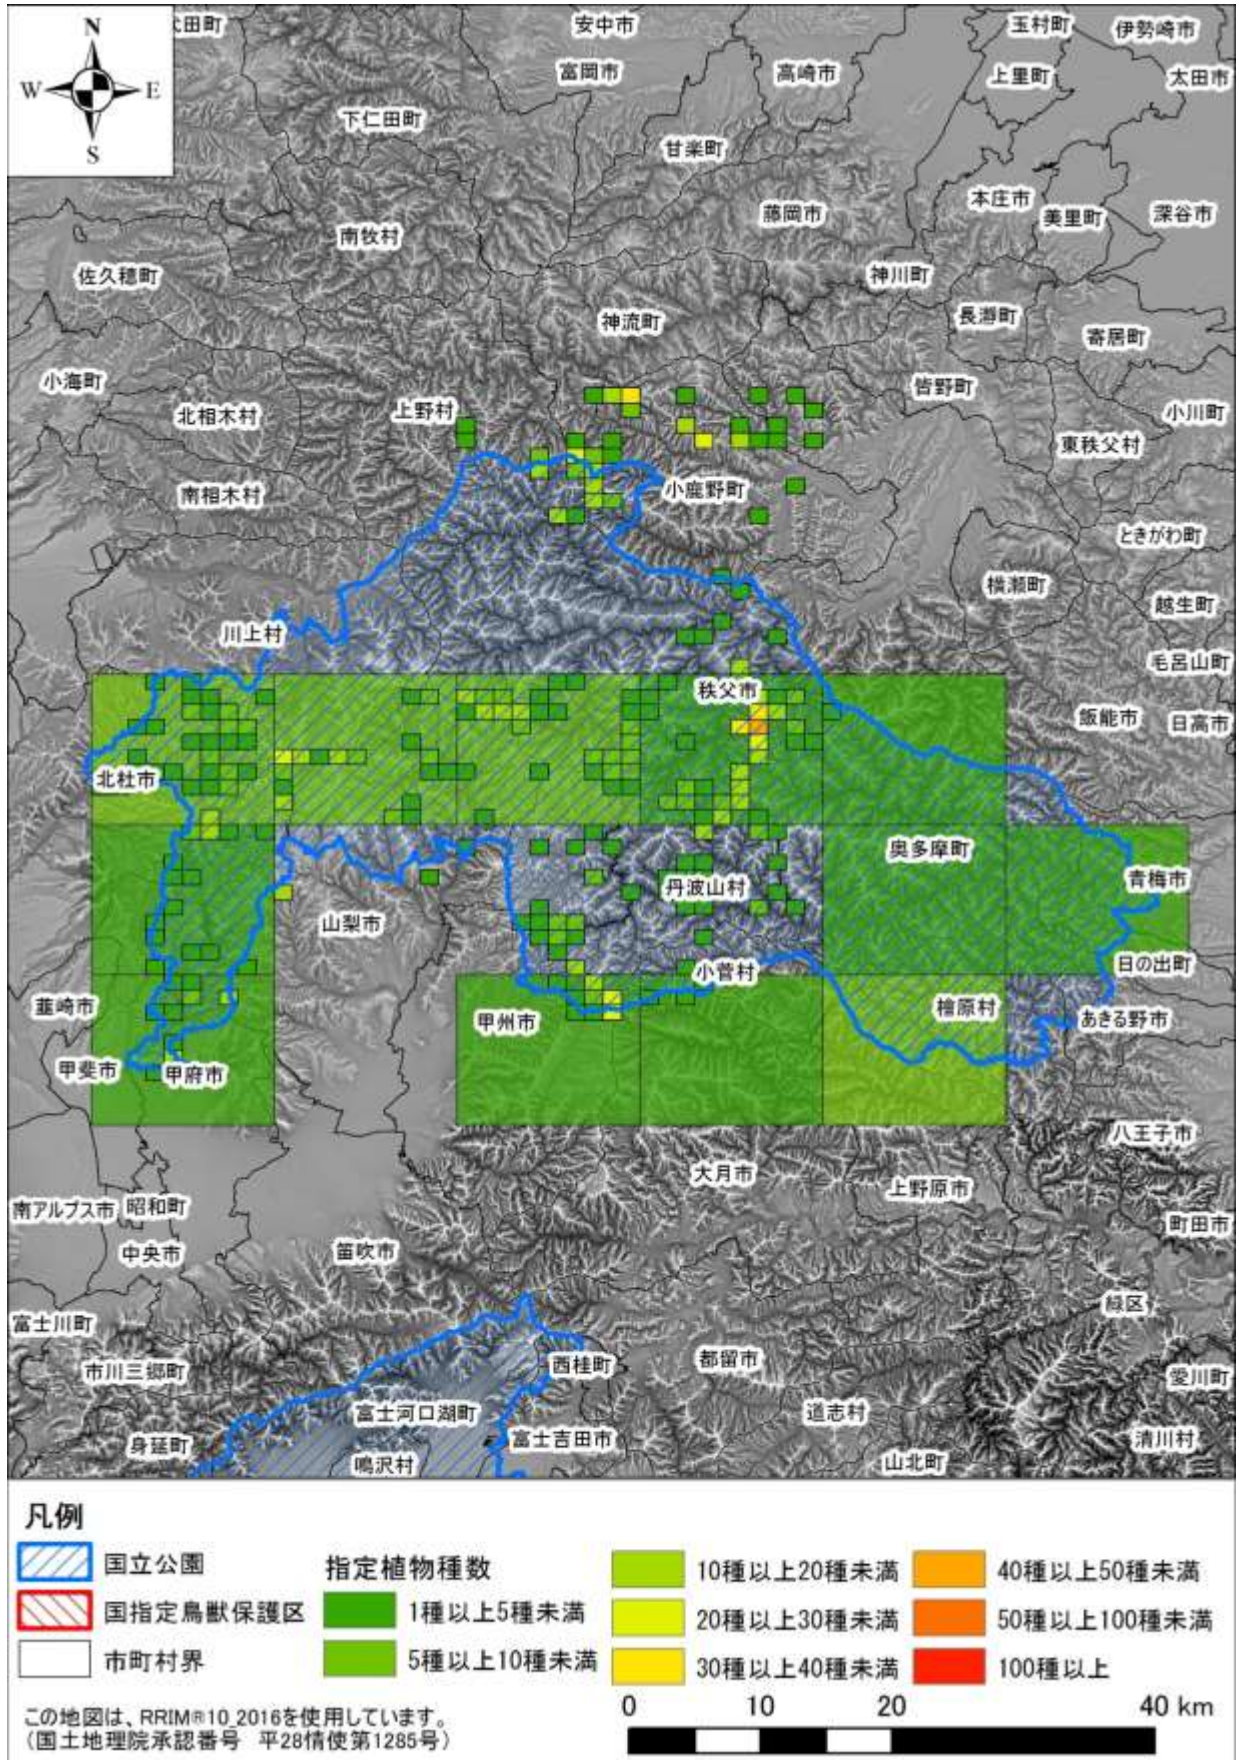 N
W E
S
安中市
玉村町
伊勢崎市
富岡市
高崎市
上里町
太田市
下仁田町
甘楽町
本庄市
藤岡市
美里町
深谷市
南牧村
佐久穂町
神川町
神流町
長瀞町
寄居町
小海町
皆野町
北相木村
上野村
小川町
東秩父村
南相木村
小鹿野町
ときがわ町
横瀬町
越生町
川上村
毛呂山町
秩父市
飯能市
日高市
北杜市
奥多摩町
青梅市
丹波山村
山梨市
日の出町
小菅村
韮崎市
甲州市
檜原村
あきる野市
甲斐市
甲府市
八王子市
大月市
上野原市
南アルプス市
昭和町
町田市
中央市
笛吹市
緑区
富士川町
西桂町
都留市
市川三郷町
愛川町
富士河口湖町
道志村
身延町
富士吉田市
清川村
鳴沢村
山北町
凡例
国立公園
国指定鳥獣保護区
市町村界
指定植物種数
1種以上5種未満
5種以上10種未満
10種以上20種未満
20種以上30種未満
30種以上40種未満
40種以上50種未満
50種以上100種未満
100種以上
この地図は、RRIM®10_2016を使用しています。
（国土地理院承認番号 平28情使第1285号）
0 10 20 40 km